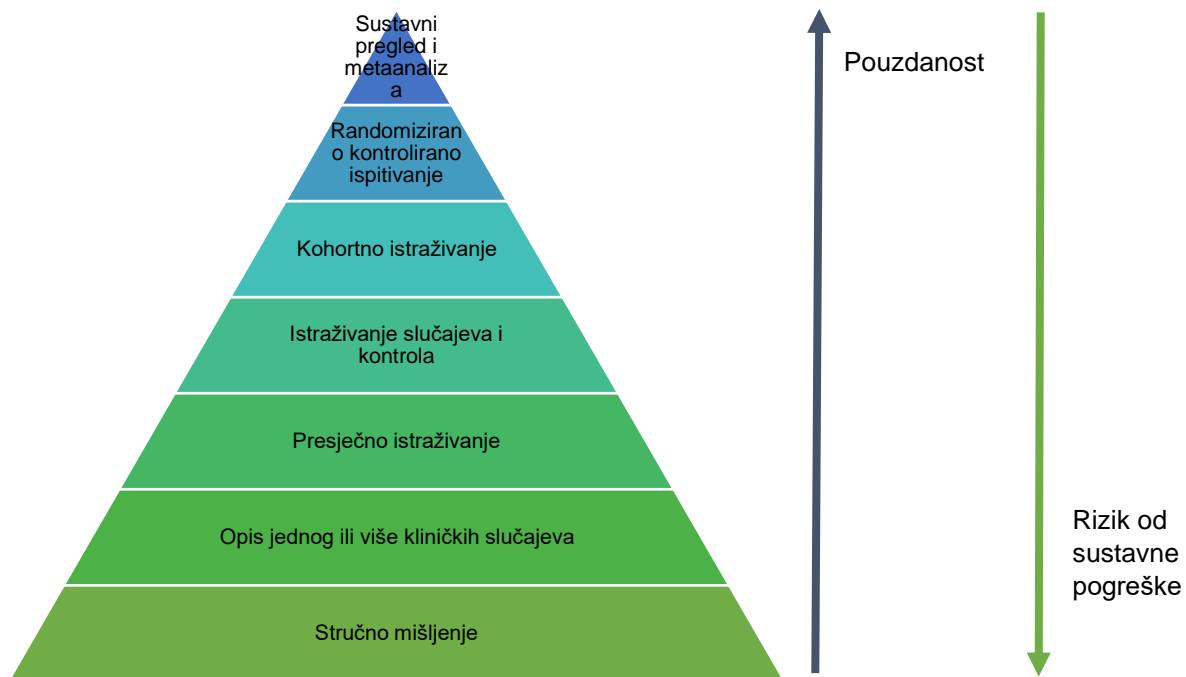 Sustavni
pregled i
metaanaliz
a
Pouzdanost
Randomiziran
o kontrolirano
ispitivanje
Kohortno istraživanje
Istraživanje slučajeva i
kontrola
Presječno istraživanje
Opis jednog ili više kliničkih slučajeva
Rizik od
sustavne
pogreške
Stručno mišljenje